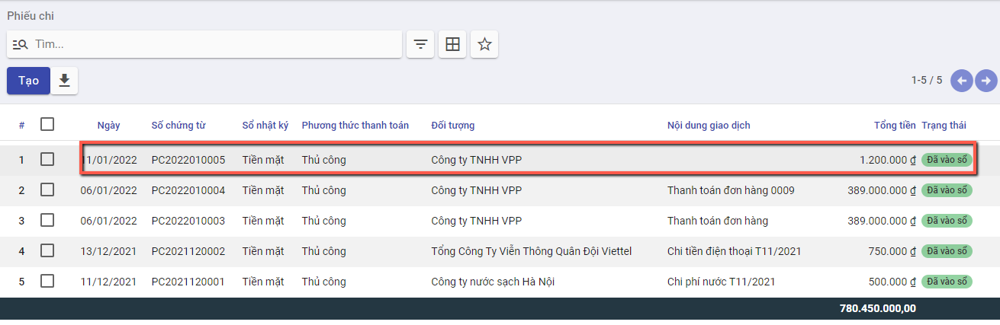 Phiếu chi
Tìm...
Tạo
1-5 / 5
# Ngày Số chứng từ Sổ nhật ký Phương thức thanh toán Đối tượng Nội dung giao dịch Tổng tiền Trạng thái
1 11/01/2022 PC2022010005 Tiền mặt Thủ công Công ty TNHH VPP 1.200.000 ₫ Đã vào sổ
2 06/01/2022 PC2022010004 Tiền mặt Thủ công Công ty TNHH VPP Thanh toán đơn hàng 0009 389.000.000 ₫ Đã vào sổ
3 06/01/2022 PC2022010003 Tiền mặt Thủ công Công ty TNHH VPP Thanh toán đơn hàng 389.000.000 ₫ Đã vào sổ
4 13/12/2021 PC2021120002 Tiền mặt Thủ công Tổng Công Ty Viễn Thông Quân Đội Viettel Chi tiền điện thoại T11/2021 750.000 ₫ Đã vào sổ
5 11/12/2021 PC2021120001 Tiền mặt Thủ công Công ty nước sạch Hà Nội Chi phí nước T11/2021 500.000 ₫ Đã vào sổ
780.450.000,00